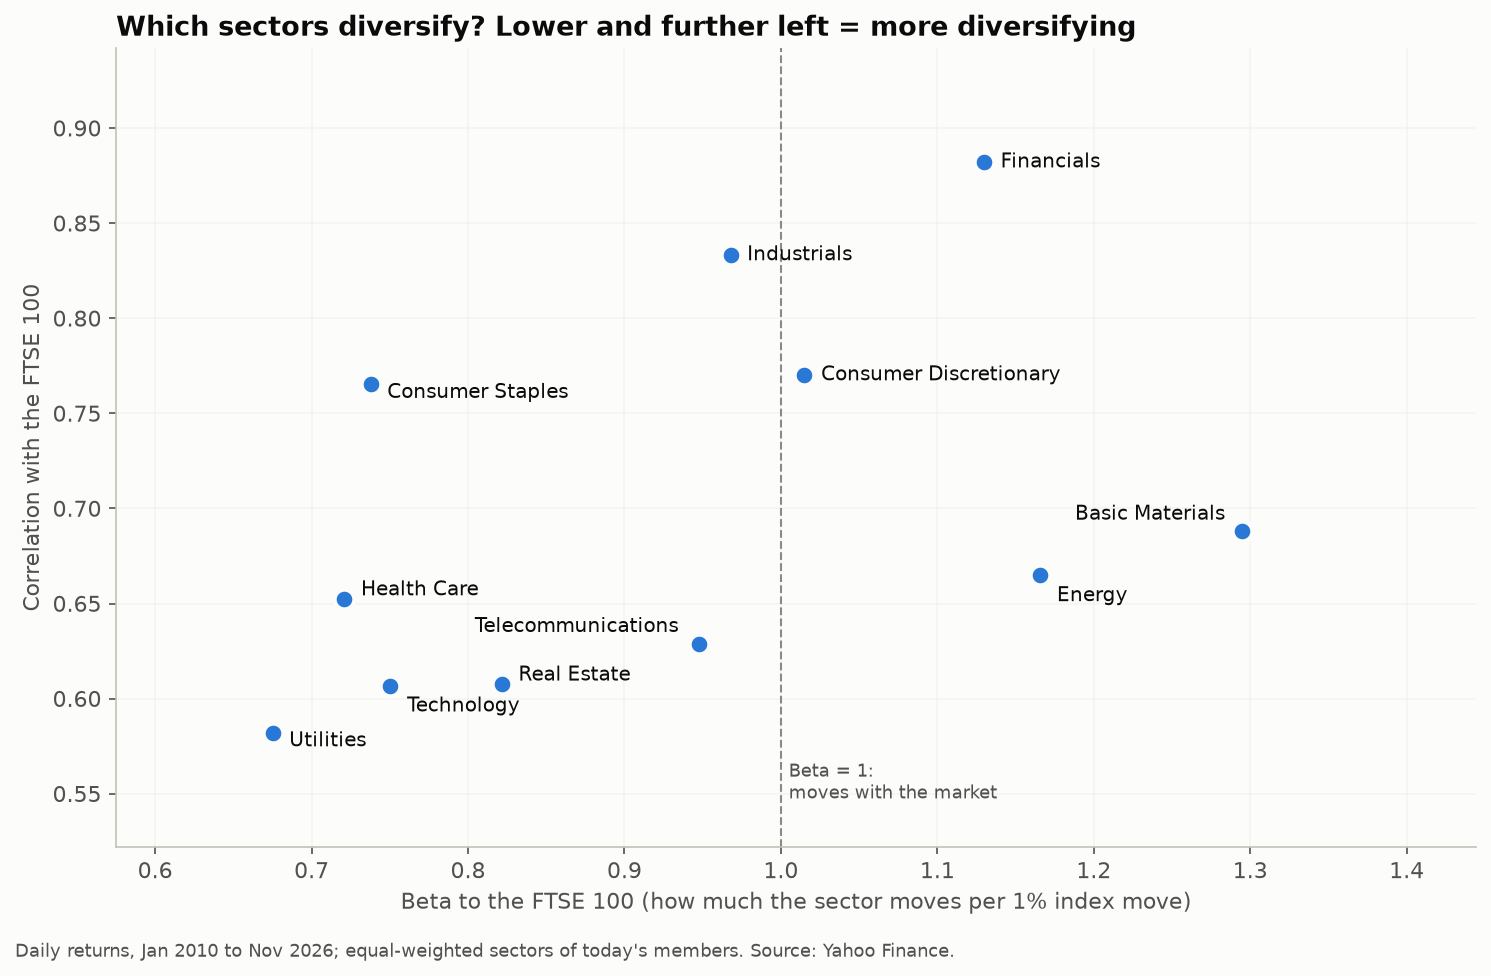 Which sectors diversify? Lower and further left = more diversifying
Correlation with the FTSE 100
0.90
0.85
0.80
0.75
0.70
0.65
0.60
0.55
Financials
Industrials
Consumer Discretionary
Consumer Staples
Basic Materials
Energy
Health Care
Telecommunications
Real Estate
Technology
Utilities
Beta = 1:
moves with the market
0.6
0.7
0.8
0.9
1.0
1.1
1.2
1.3
1.4
Beta to the FTSE 100 (how much the sector moves per 1% index move)
Daily returns, Jan 2010 to Nov 2026; equal-weighted sectors of today's members. Source: Yahoo Finance.